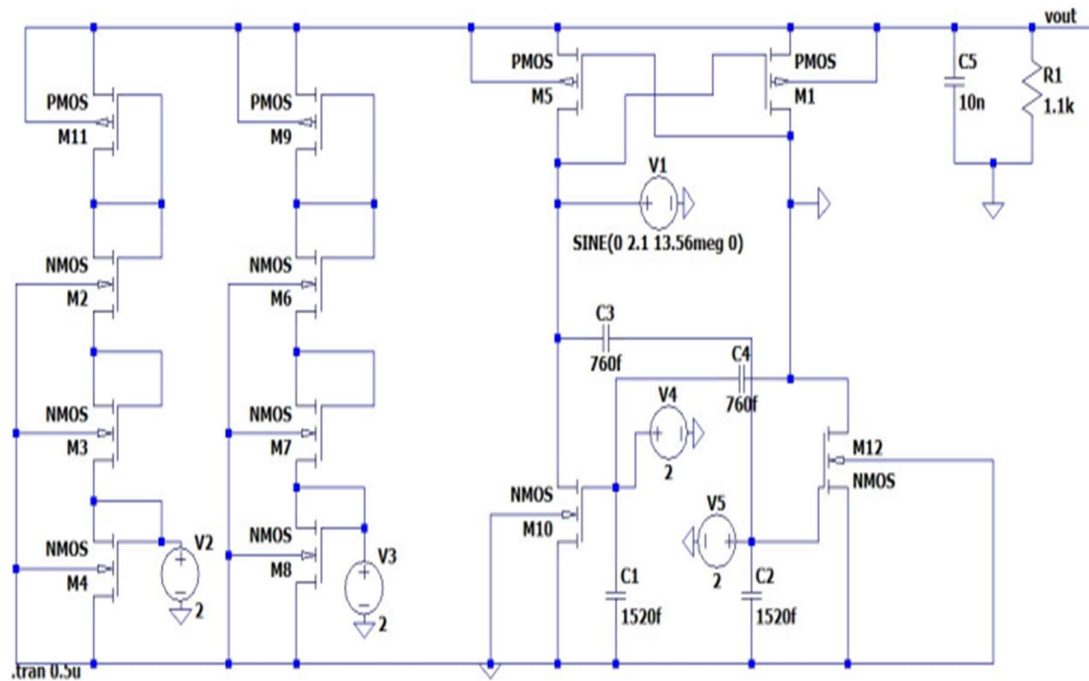 vout
PMOS
M11
PMOS
M9
PMOS
M5
PMOS
M1
C5
10n
R1
1.1k
V1
SINE(0 2.1 13.56meg 0)
NMOS
M2
NMOS
M6
C3
760f
C4
760f
NMOS
M3
NMOS
M7
V4
2
M12
NMOS
NMOS
M10
V5
2
NMOS
M4
V2
2
NMOS
M8
V3
2
C1
1520f
C2
1520f
.tran 0.5u